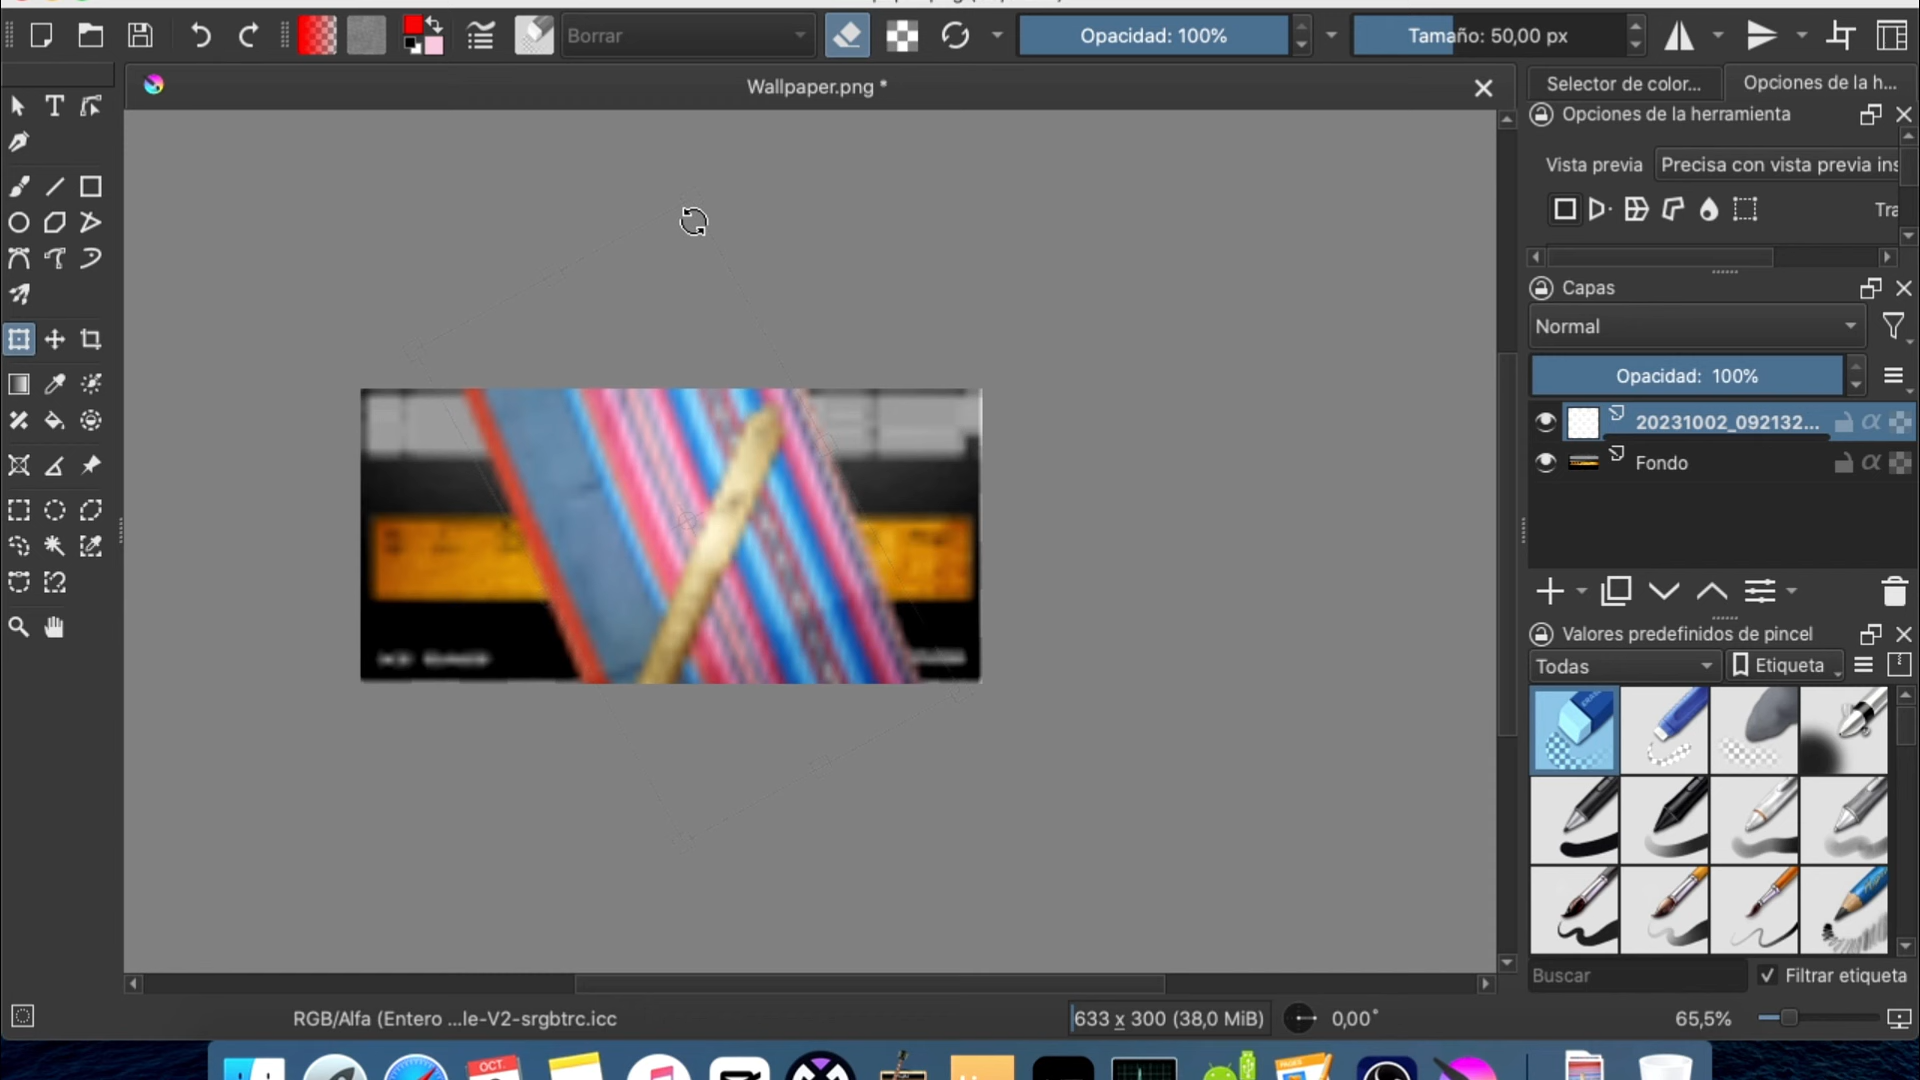 Borrar
Opacidad: 100%
Tamaño: 50,00 px
Wallpaper.png *
Selector de color...
Opciones de la h...
Opciones de la herramienta
Vista previa
Precisa con vista previa ins
Tra
Capas
Normal
Opacidad: 100%
20231002_092132...
Fondo
Valores predefinidos de pincel
Todas
Etiqueta
Buscar
Filtrar etiqueta
RGB/Alfa (Entero ...le-V2-srgbtrc.icc
633 x 300 (38,0 MiB)
0,00°
65,5%
OCT.
PAGES